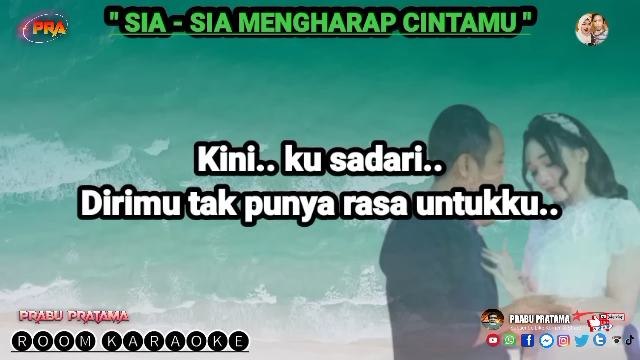 PRA
" SIA - SIA MENGHARAP CINTAMU "
Kini.. ku sadari..
Dirimu tak punya rasa untukku..
PRABU PRATAMA
ROOM KARAOKE
PRABU PRATAMA